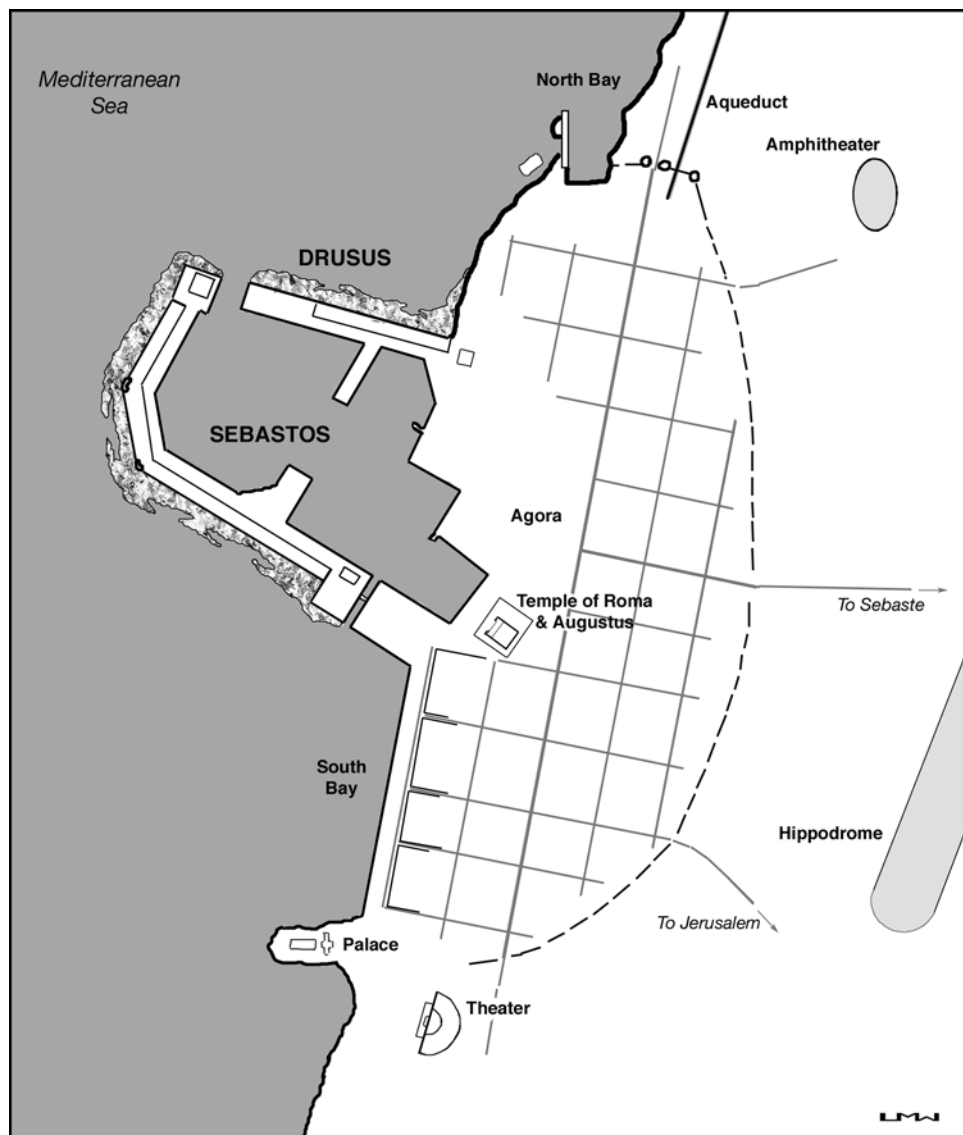 Mediterranean
Sea
North Bay
Aqueduct
Amphitheater
DRUSUS
SEBASTOS
Agora
Temple of Roma
& Augustus
To Sebaste
South
Bay
Hippodrome
To Jerusalem
Palace
Theater
LMW